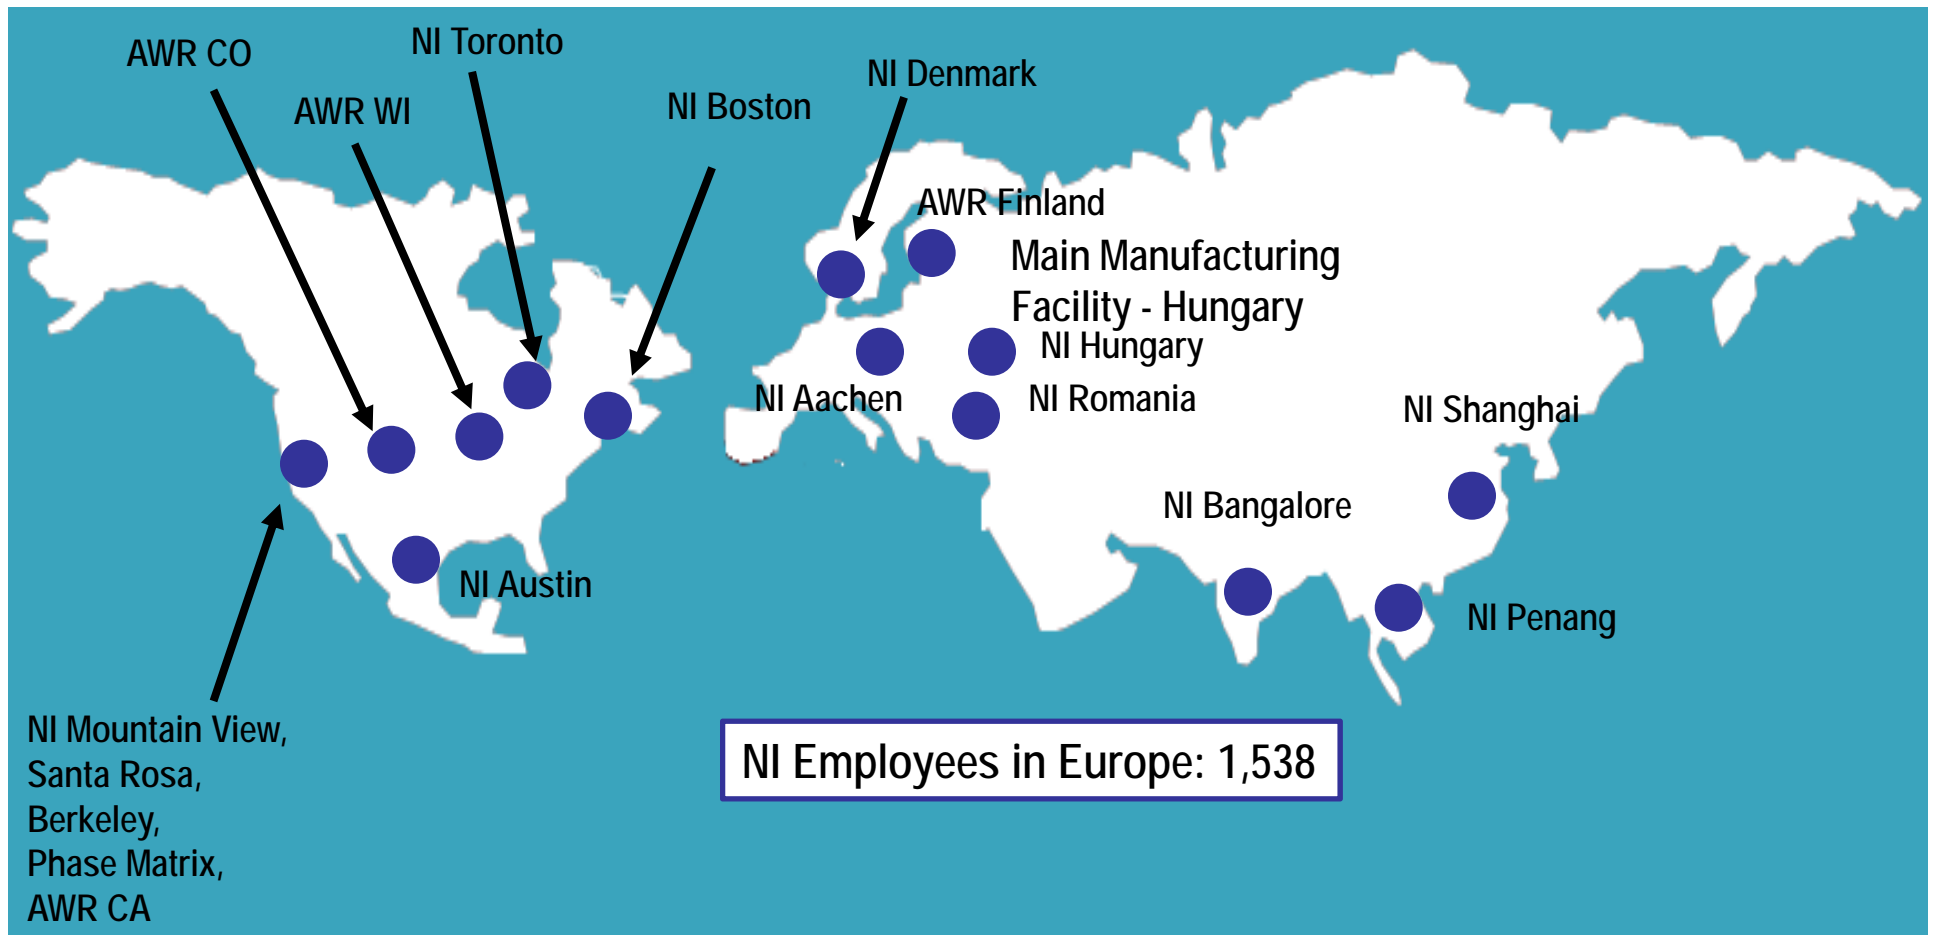 AWR CO
NI Toronto
AWR WI
NI Boston
NI Denmark
AWR Finland
Main Manufacturing
Facility - Hungary
NI Hungary
NI Aachen
NI Romania
NI Shanghai
NI Bangalore
NI Austin
NI Penang
NI Mountain View,
Santa Rosa,
Berkeley,
Phase Matrix,
AWR CA
NI Employees in Europe: 1,538